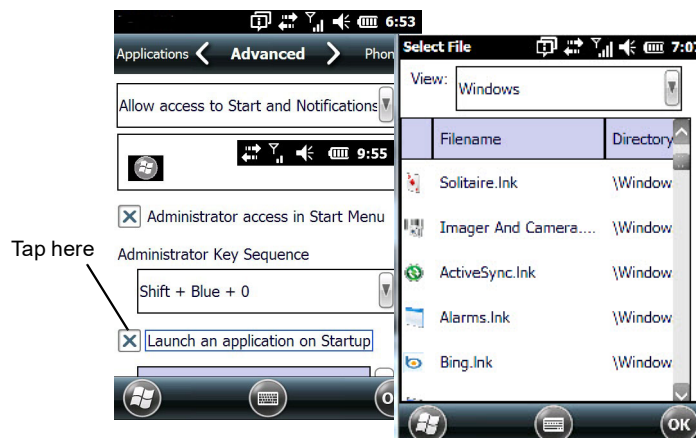 6:53
Applications Advanced Phon
Allow access to Start and Notifications
9:55
Administrator access in Start Menu
Tap here
Administrator Key Sequence
Shift + Blue + 0
Launch an application on Startup
Select File 7:07
View: Windows
Filename Directory
Solitaire.lnk \Window
Imager And Camera.... \Window
ActiveSync.lnk \Window
Alarms.lnk \Window
Bing.lnk \Window
OK